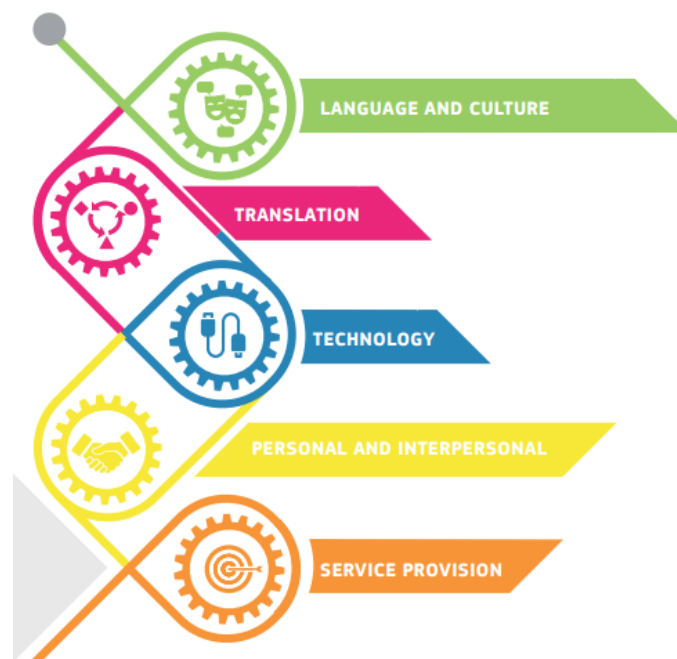 LANGUAGE AND CULTURE
TRANSLATION
TECHNOLOGY
PERSONAL AND INTERPERSONAL
SERVICE PROVISION